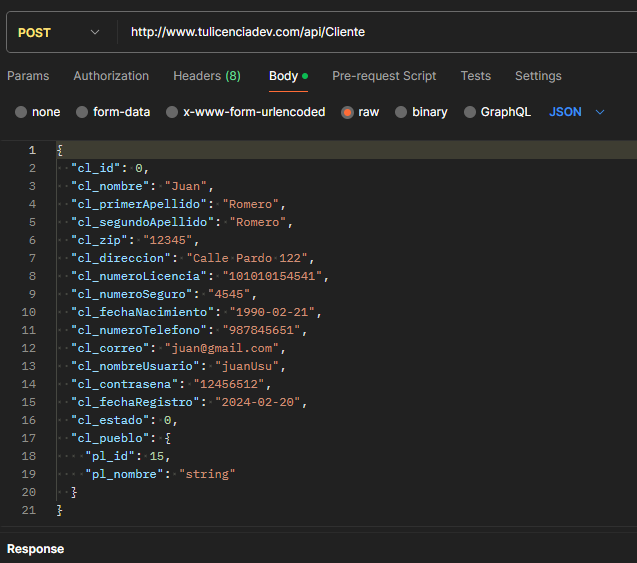 POST http://www.tulicenciadev.com/api/Cliente
Params Authorization Headers (8) Body Pre-request Script Tests Settings
none form-data x-www-form-urlencoded raw binary GraphQL JSON
1 {
2 "cl_id": 0,
3 "cl_nombre": "Juan",
4 "cl_primerApellido": "Romero",
5 "cl_segundoApellido": "Romero",
6 "cl_zip": "12345",
7 "cl_direccion": "Calle Pardo 122",
8 "cl_numeroLicencia": "101010154541",
9 "cl_numeroSeguro": "4545",
10 "cl_fechaNacimiento": "1990-02-21",
11 "cl_numeroTelefono": "987845651",
12 "cl_correo": "juan@gmail.com",
13 "cl_nombreUsuario": "juanUsu",
14 "cl_contrasena": "12456512",
15 "cl_fechaRegistro": "2024-02-20",
16 "cl_estado": 0,
17 "cl_pueblo": {
18 "pl_id": 15,
19 "pl_nombre": "string"
20 }
21 }
Response